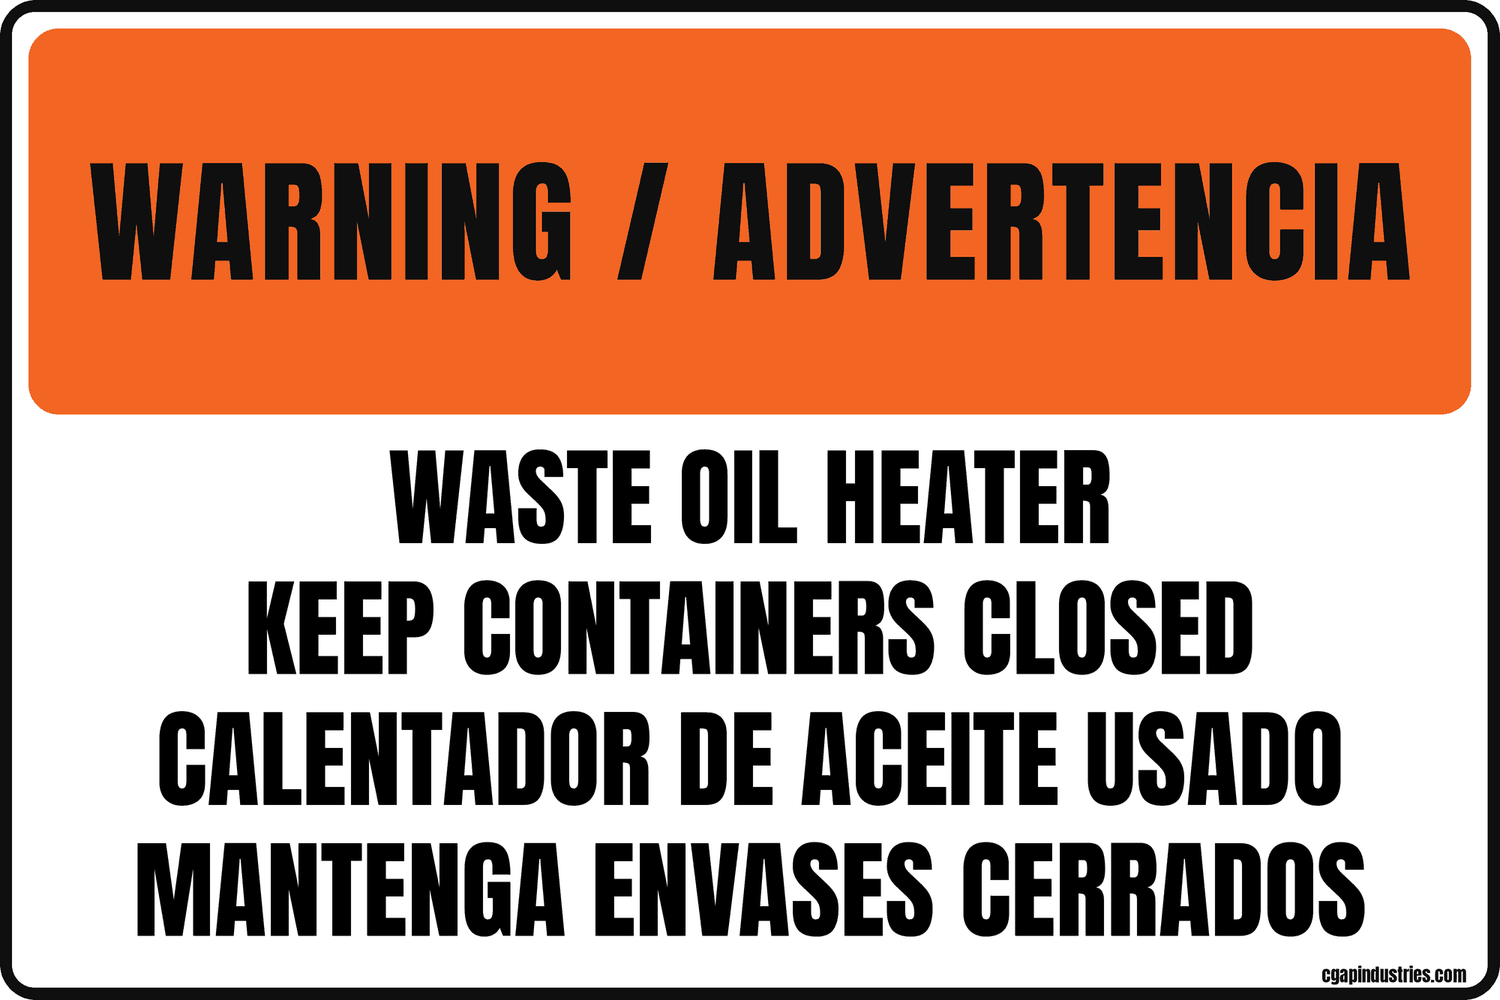 WARNING / ADVERTENCIA
WASTE OIL HEATER
KEEP CONTAINERS CLOSED
CALENTADOR DE ACEITE USADO
MANTENGA ENVASES CERRADOS
cgapindustries.com